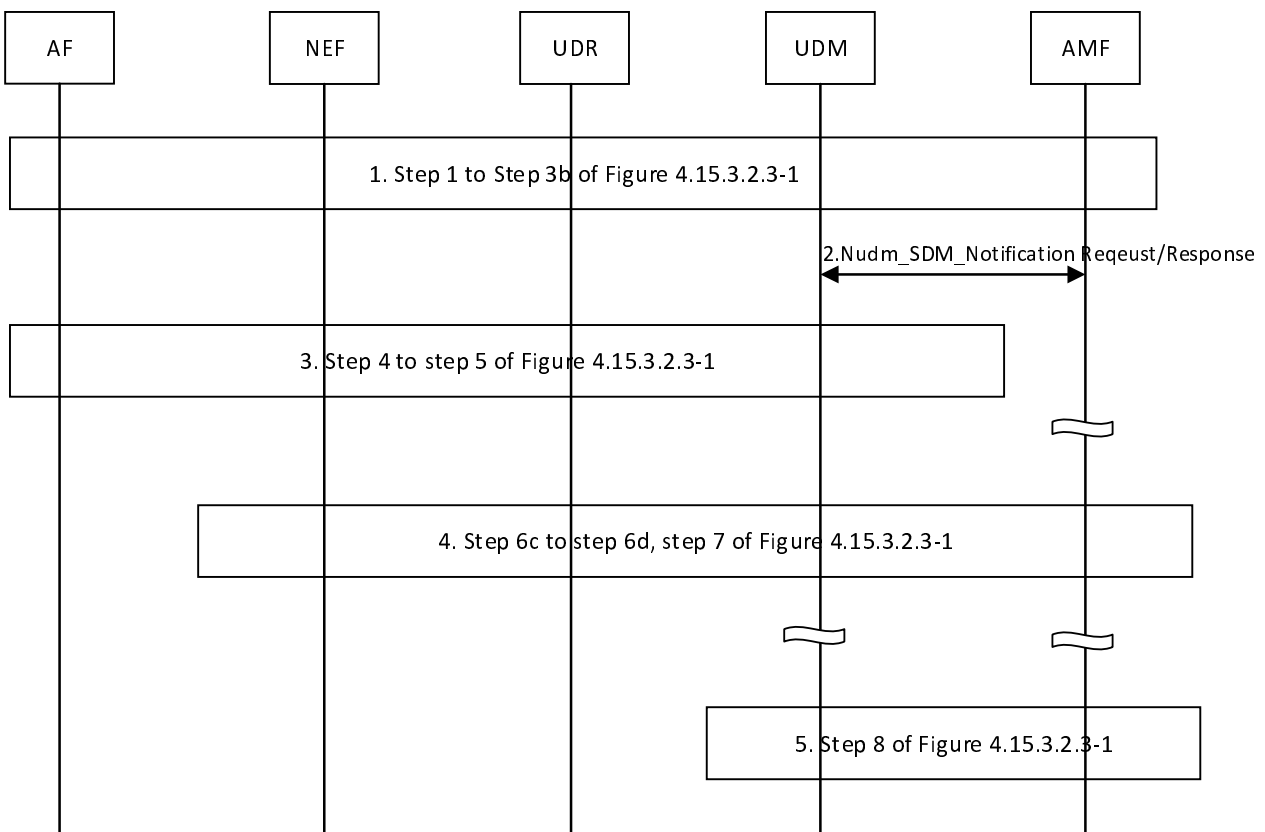 AF
NEF
UDR
UDM
AMF
1. Step 1 to Step 3b of Figure 4.15.3.2.3-1
2.Nudm_SDM_Notification Reqeust/Response
3. Step 4 to step 5 of Figure 4.15.3.2.3-1
4. Step 6c to step 6d, step 7 of Figure 4.15.3.2.3-1
5. Step 8 of Figure 4.15.3.2.3-1